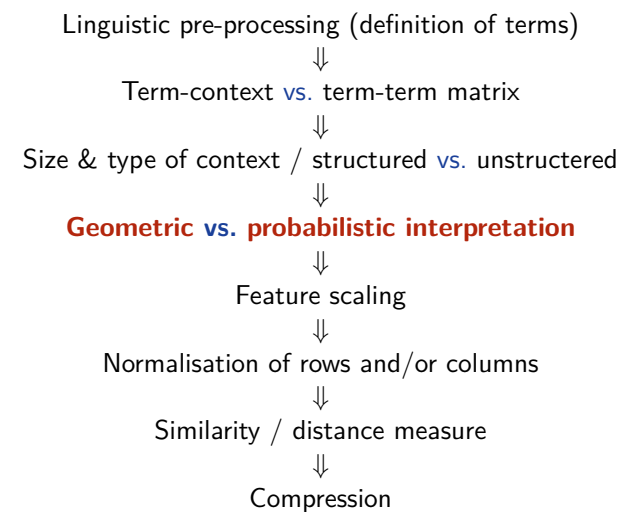 Linguistic pre-processing (definition of terms)
⇓
Term-context vs. term-term matrix
⇓
Size & type of context / structured vs. unstructered
⇓
Geometric vs. probabilistic interpretation
⇓
Feature scaling
⇓
Normalisation of rows and/or columns
⇓
Similarity / distance measure
⇓
Compression